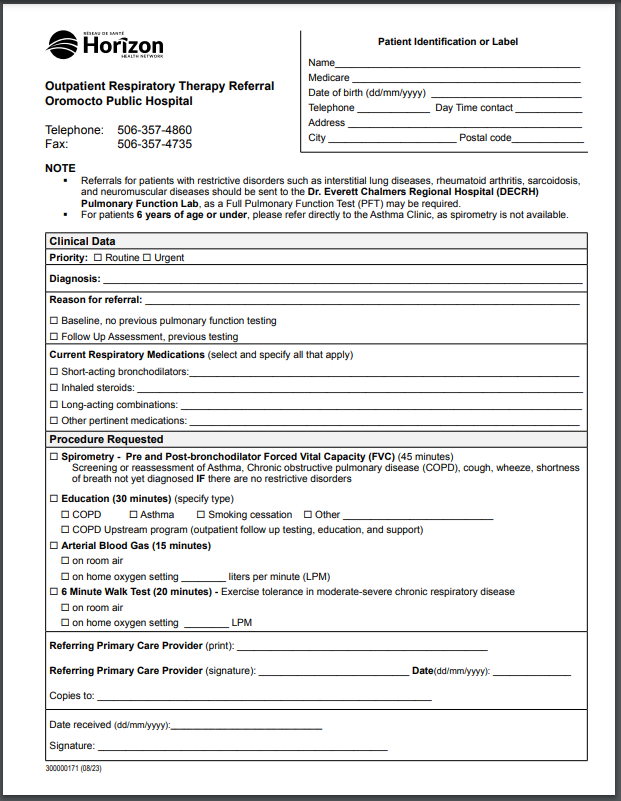 RÉSEAU DE SANTÉ
Horizon
HEALTH NETWORK
Outpatient Respiratory Therapy Referral
Oromocto Public Hospital
Telephone: 506-357-4860
Fax: 506-357-4735
Patient Identification or Label
Name
Medicare
Date of birth (dd/mm/yyyy)
Telephone Day Time contact
Address
City Postal code
NOTE
▪ Referrals for patients with restrictive disorders such as interstitial lung diseases, rheumatoid arthritis, sarcoidosis,
and neuromuscular diseases should be sent to the Dr. Everett Chalmers Regional Hospital (DECRH)
Pulmonary Function Lab, as a Full Pulmonary Function Test (PFT) may be required.
▪ For patients 6 years of age or under, please refer directly to the Asthma Clinic, as spirometry is not available.
Clinical Data
Priority: ☐ Routine ☐ Urgent
Diagnosis:
Reason for referral:
☐ Baseline, no previous pulmonary function testing
☐ Follow Up Assessment, previous testing
Current Respiratory Medications (select and specify all that apply)
☐ Short-acting bronchodilators:
☐ Inhaled steroids:
☐ Long-acting combinations:
☐ Other pertinent medications:
Procedure Requested
☐ Spirometry - Pre and Post-bronchodilator Forced Vital Capacity (FVC) (45 minutes)
Screening or reassessment of Asthma, Chronic obstructive pulmonary disease (COPD), cough, wheeze, shortness
of breath not yet diagnosed IF there are no restrictive disorders
☐ Education (30 minutes) (specify type)
☐ COPD ☐ Asthma ☐ Smoking cessation ☐ Other
☐ COPD Upstream program (outpatient follow up testing, education, and support)
☐ Arterial Blood Gas (15 minutes)
☐ on room air
☐ on home oxygen setting ________ liters per minute (LPM)
☐ 6 Minute Walk Test (20 minutes) - Exercise tolerance in moderate-severe chronic respiratory disease
☐ on room air
☐ on home oxygen setting ________ LPM
Referring Primary Care Provider (print):
Referring Primary Care Provider (signature): Date(dd/mm/yyyy):
Copies to:
Date received (dd/mm/yyyy):
Signature:
300000171 (08/23)